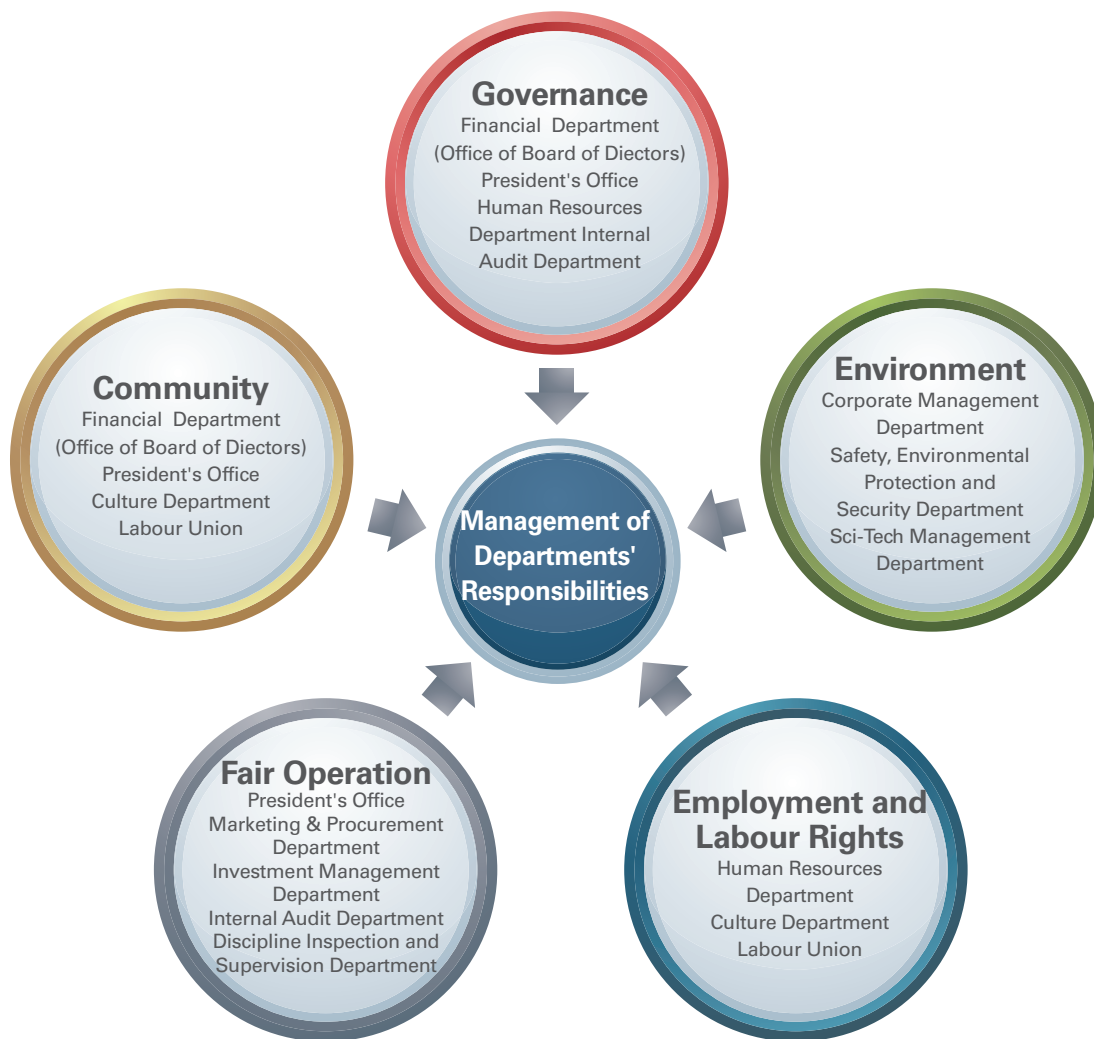 Governance
Financial Department
(Office of Board of Diectors)
President's Office
Human Resources
Department Internal
Audit Department
Community
Financial Department
(Office of Board of Diectors)
President's Office
Culture Department
Labour Union
Environment
Corporate Management
Department
Safety, Environmental
Protection and
Security Department
Sci-Tech Management
Department
Management of
Departments'
Responsibilities
Fair Operation
President's Office
Marketing & Procurement
Department
Investment Management
Department
Internal Audit Department
Discipline Inspection and
Supervision Department
Employment and
Labour Rights
Human Resources
Department
Culture Department
Labour Union